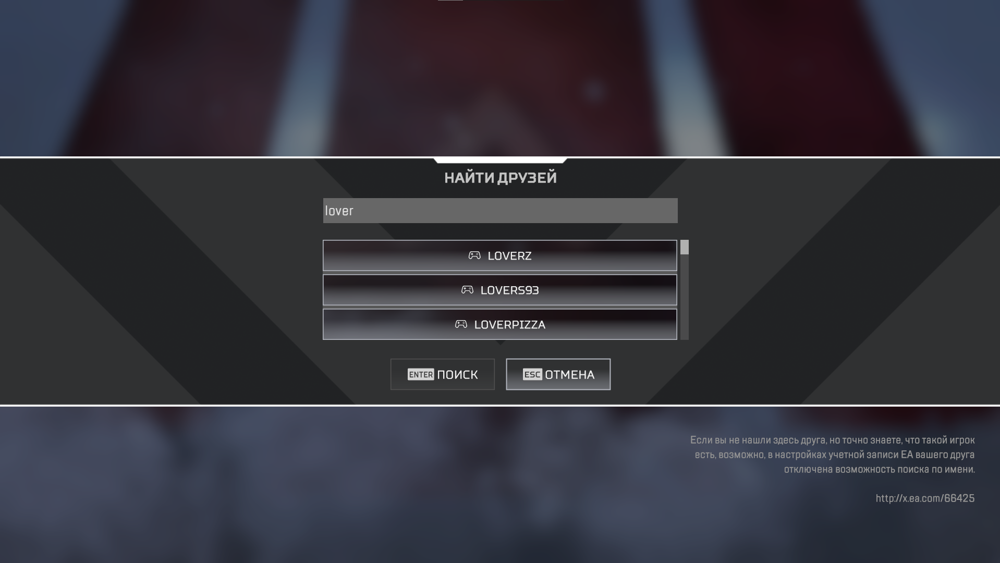 НАЙТИ ДРУЗЕЙ
lover
LOVERZ
LOVERS93
LOVERPIZZA
ENTER ПОИСК
ESC ОТМЕНА
Если вы не нашли здесь друга, но точно знаете, что такой игрок
есть, возможно, в настройках учетной записи EA вашего друга
отключена возможность поиска по имени.
http://x.ea.com/66425